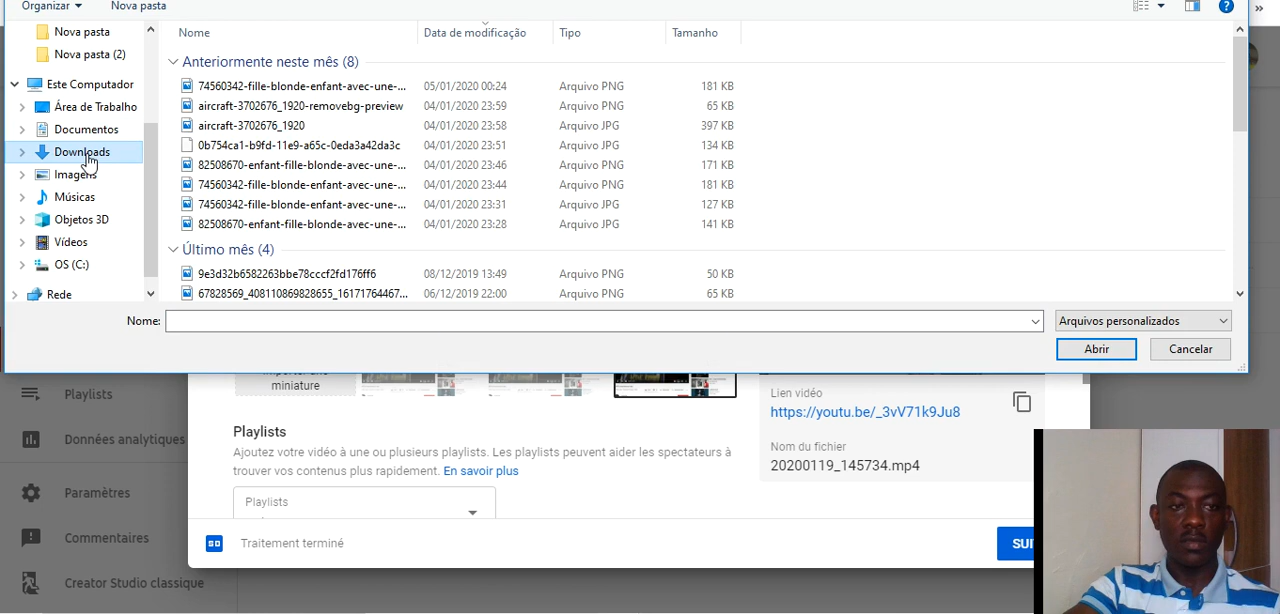 Organizar
Nova pasta
Nova pasta
Nova pasta (2)
Este Computador
Área de Trabalho
Documentos
Downloads
Imagens
Músicas
Objetos 3D
Vídeos
OS (C:)
Rede
Nome Data de modificação Tipo Tamanho
Anteriormente neste mês (8)
74560342-fille-blonde-enfant-avec-une-... 05/01/2020 00:24 Arquivo PNG 181 KB
aircraft-3702676_1920-removebg-preview 04/01/2020 23:59 Arquivo PNG 65 KB
aircraft-3702676_1920 04/01/2020 23:58 Arquivo JPG 397 KB
0b754ca1-b9fd-11e9-a65c-0eda3a42da3c 04/01/2020 23:51 Arquivo JPG 134 KB
82508670-enfant-fille-blonde-avec-une-... 04/01/2020 23:46 Arquivo PNG 171 KB
74560342-fille-blonde-enfant-avec-une-... 04/01/2020 23:44 Arquivo PNG 181 KB
74560342-fille-blonde-enfant-avec-une-... 04/01/2020 23:31 Arquivo JPG 127 KB
82508670-enfant-fille-blonde-avec-une-... 04/01/2020 23:28 Arquivo JPG 141 KB
Último mês (4)
9e3d32b6582263bbe78cccf2fd176ff6 08/12/2019 13:49 Arquivo PNG 50 KB
67828569_408110869828655_16171764467... 06/12/2019 22:00 Arquivo PNG 65 KB
Nome:
Arquivos personalizados
Abrir
Cancelar
miniature
Playlists
Ajoutez votre vidéo à une ou plusieurs playlists. Les playlists peuvent aider les spectateurs à
trouver vos contenus plus rapidement. En savoir plus
Playlists
Lien vidéo
https://youtu.be/_3vV71k9Ju8
Nom du fichier
20200119_145734.mp4
SD Traitement terminé
SUI
Playlists
Données analytiques
Paramètres
Commentaires
Creator Studio classique